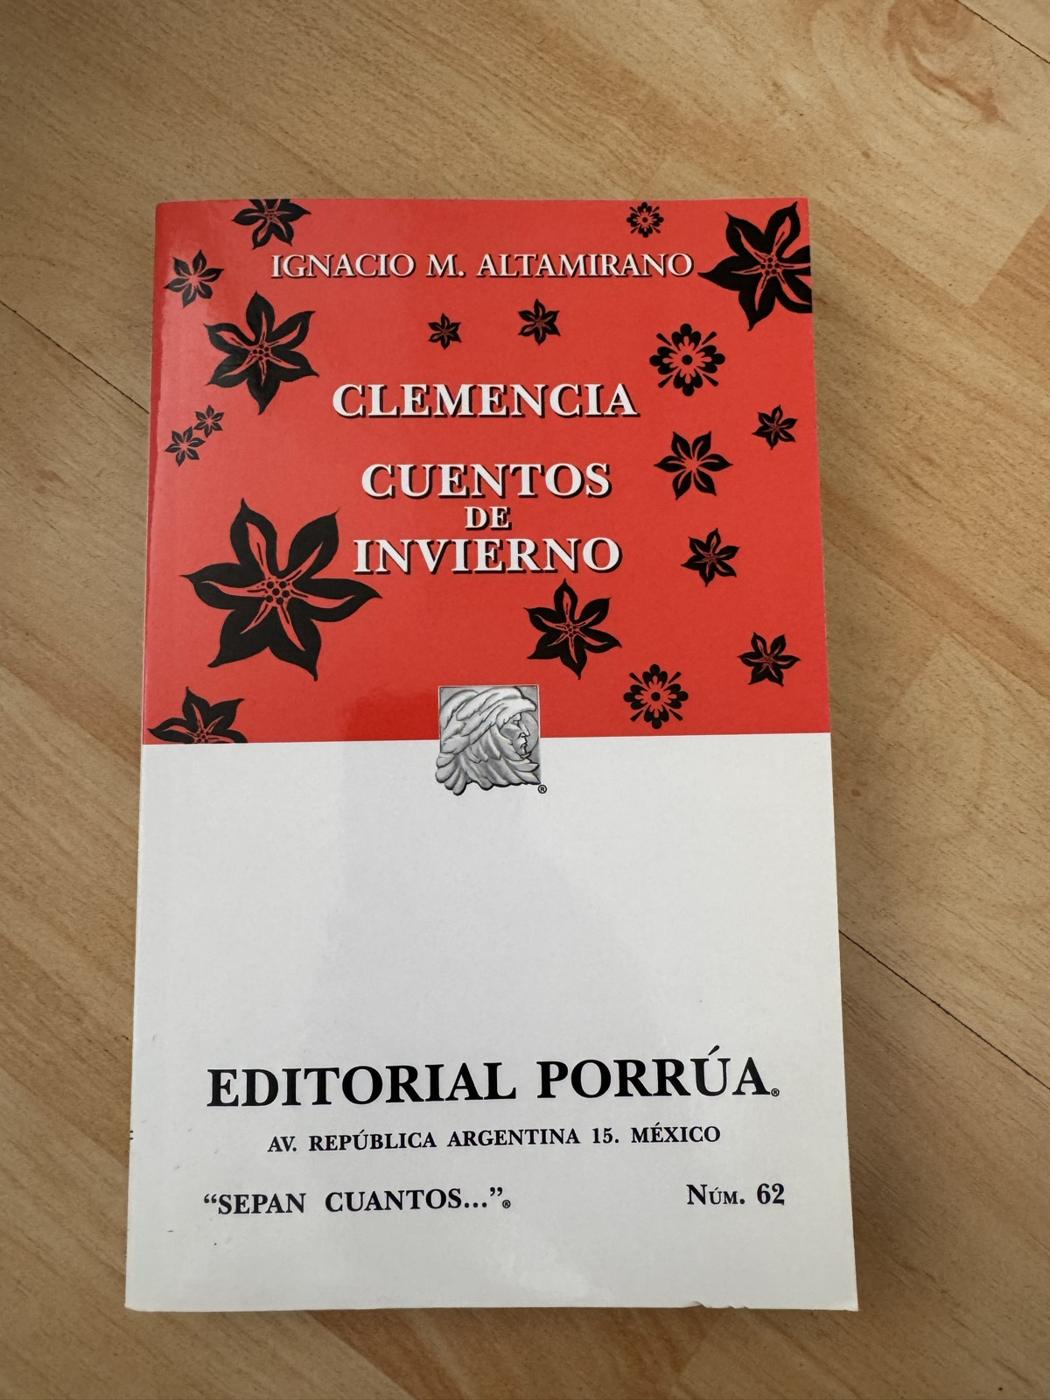 IGNACIO M. ALTAMIRANO
CLEMENCIA
CUENTOS
DE
INVIERNO
®
EDITORIAL PORRÚA®
AV. REPÚBLICA ARGENTINA 15. MÉXICO
“SEPAN CUANTOS...”® NÚM. 62